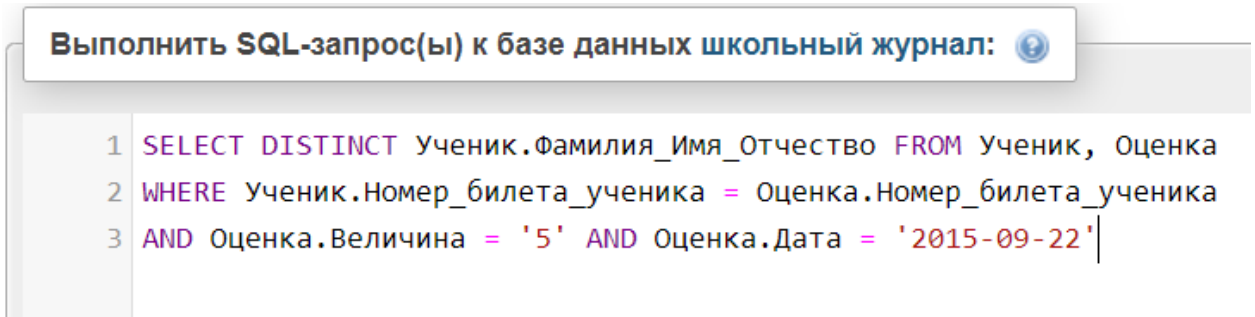 Выполнить SQL-запрос(ы) к базе данных школьный журнал:
1 SELECT DISTINCT Ученик.Фамилия_Имя_Отчество FROM Ученик, Оценка
2 WHERE Ученик.Номер_билета_ученика = Оценка.Номер_билета_ученика
3 AND Оценка.Величина = '5' AND Оценка.Дата = '2015-09-22'